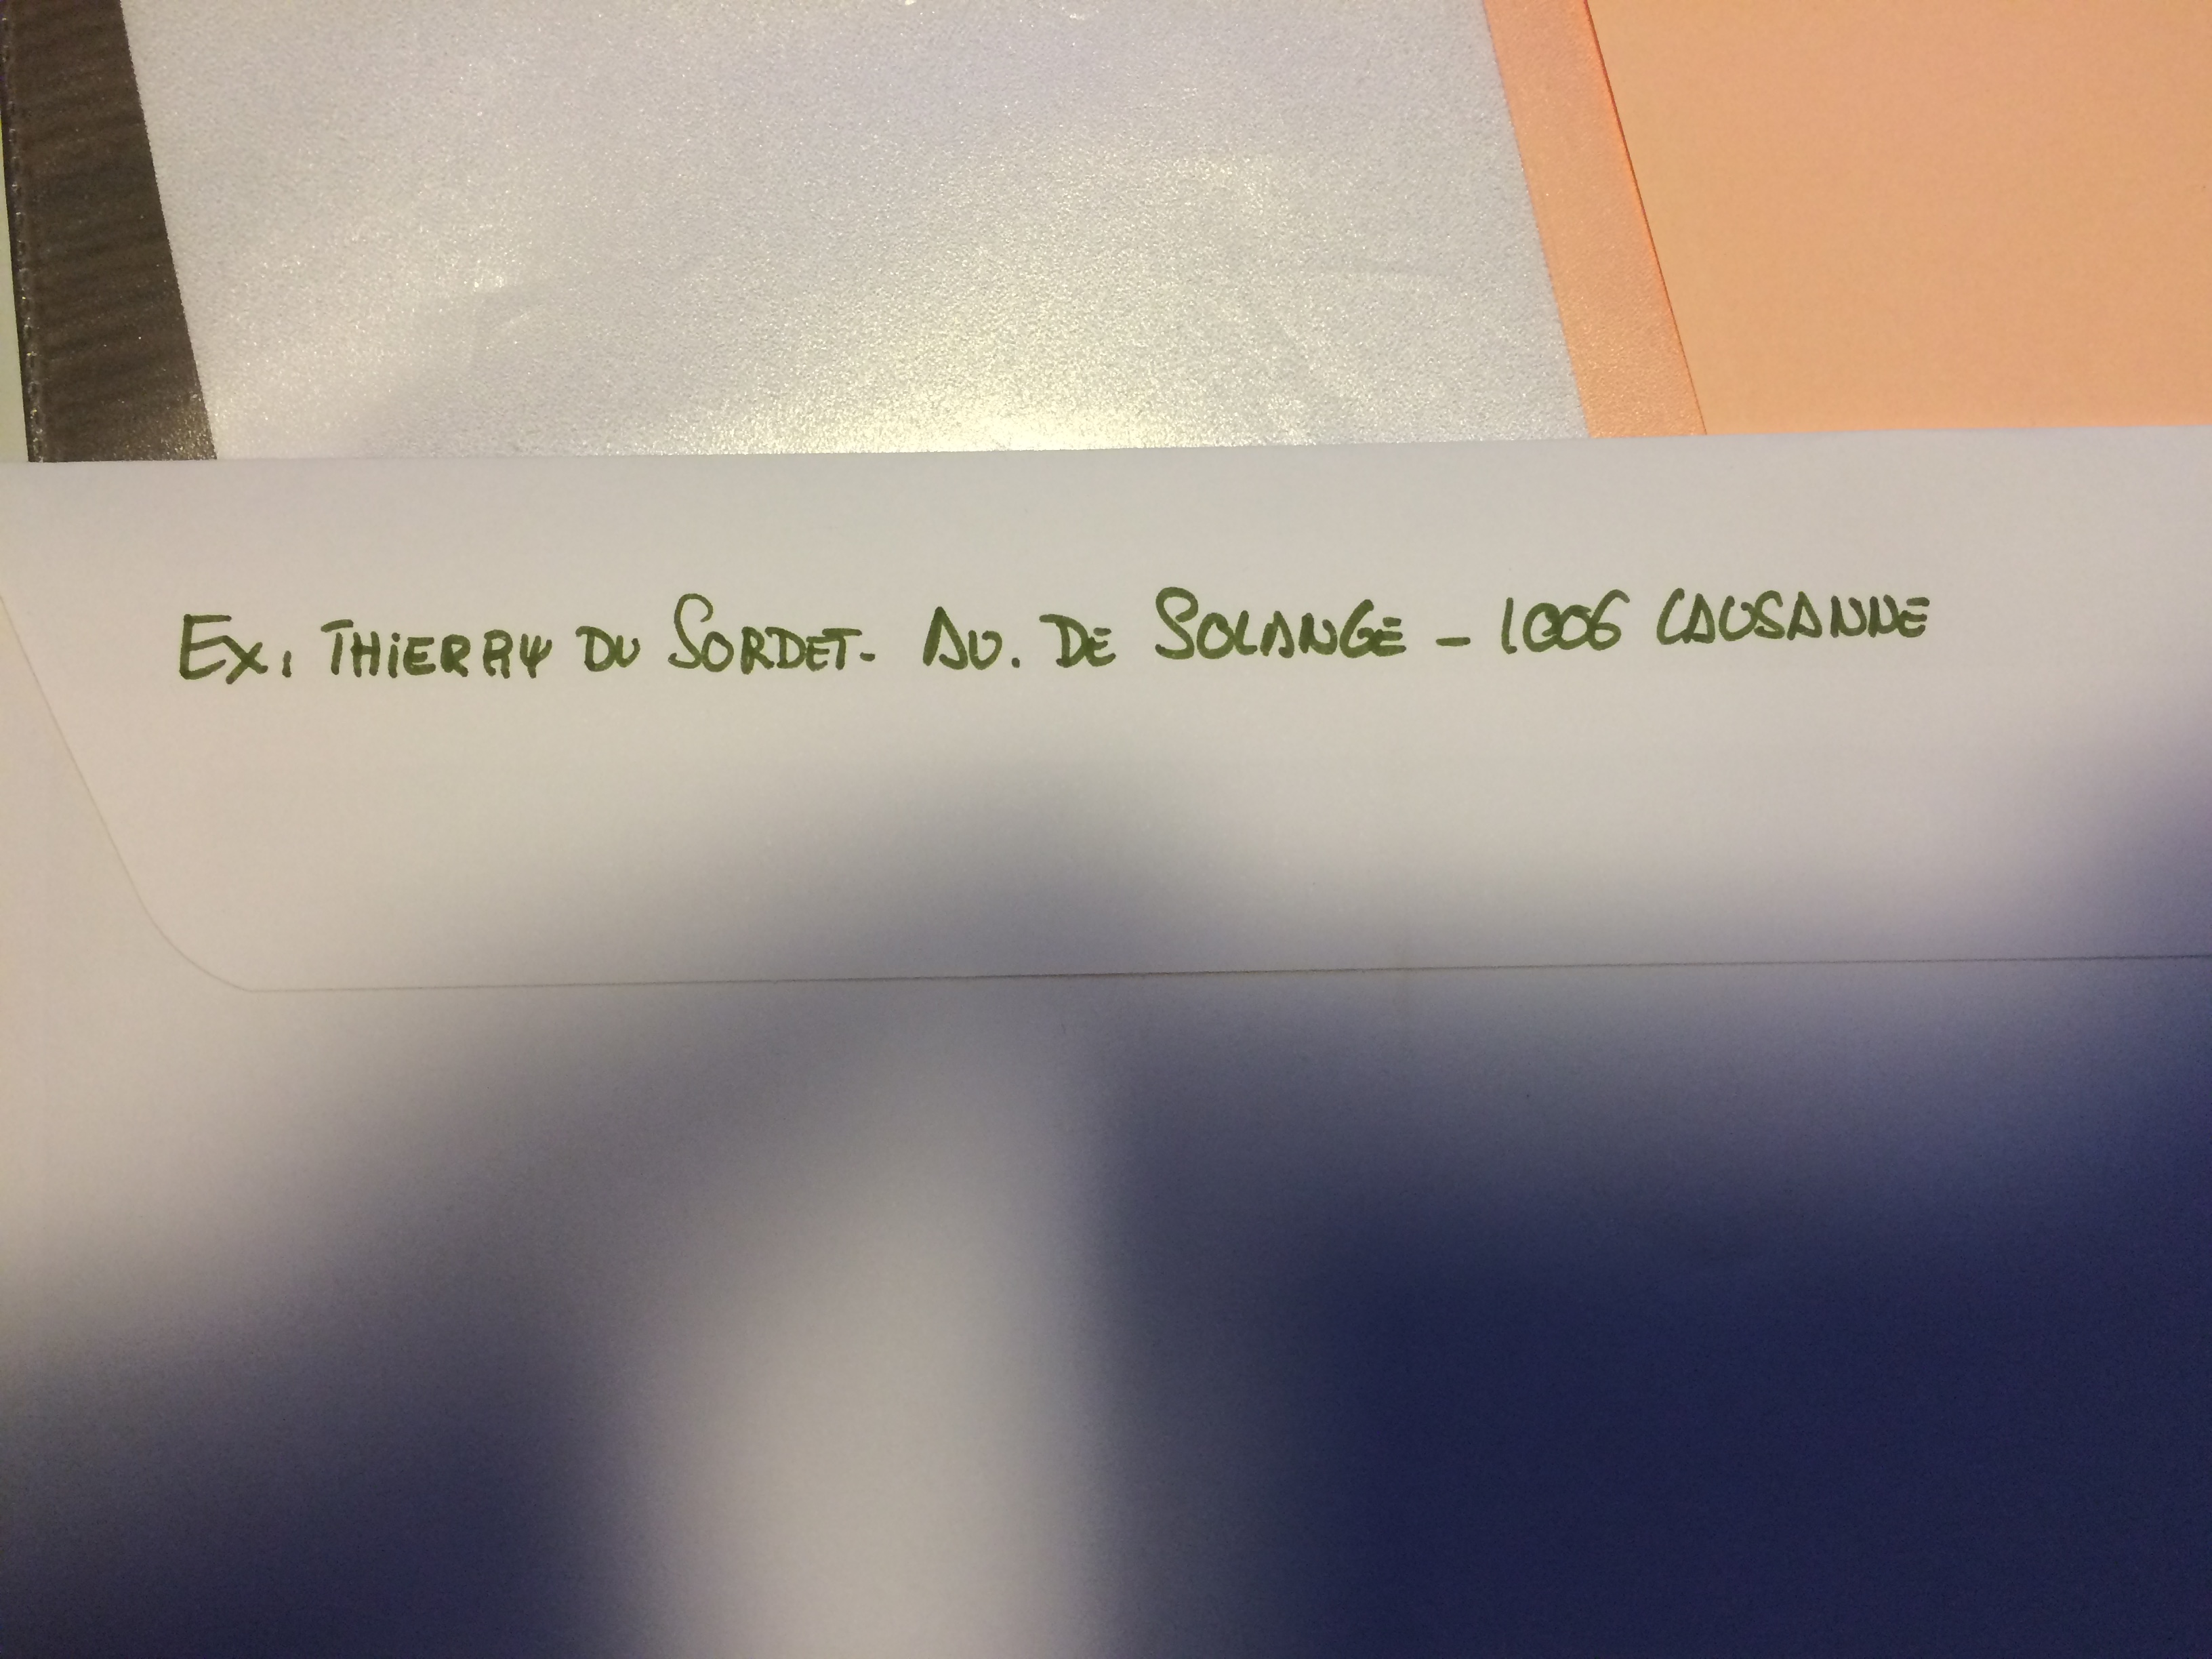 Ex. THiERRY DU SORDET- AV. DE SOLANGE - 1006 LAUSANNE